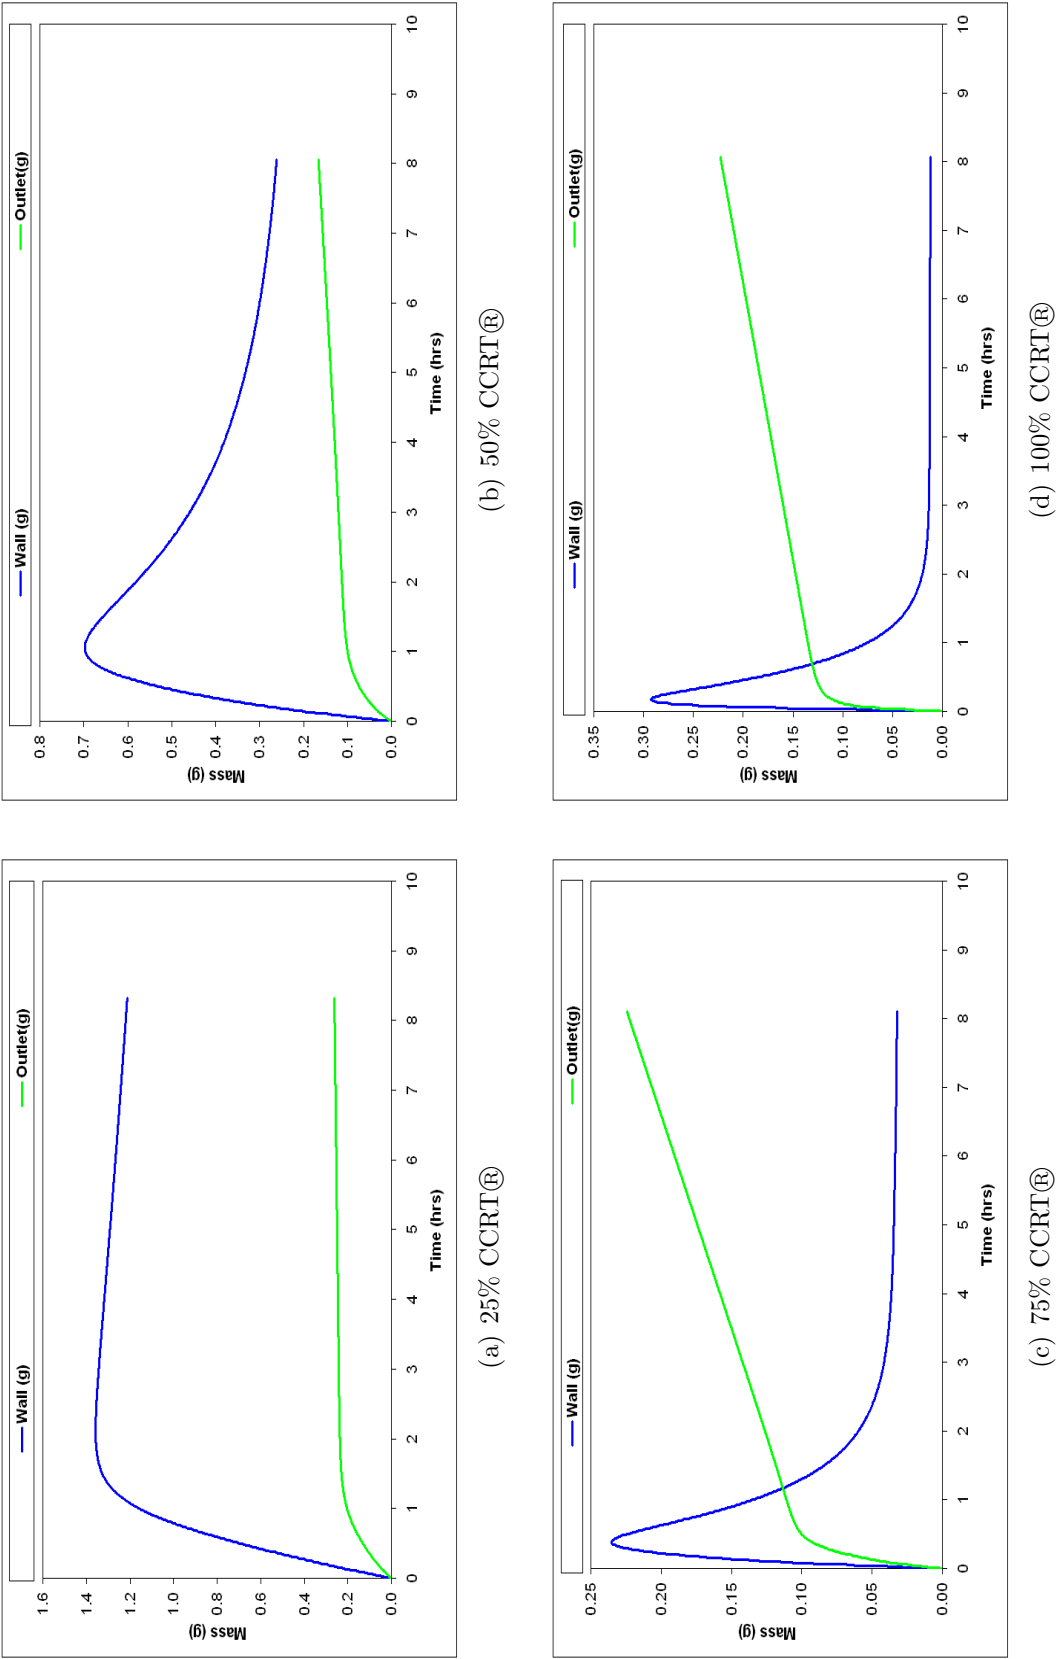 Wall (g) Outlet(g)
1.6
1.4
1.2
1.0
0.8
0.6
0.4
0.2
0.0
Mass (g)
0 1 2 3 4 5 6 7 8 9 10
Time (hrs)
(a) 25% CCRT®
Wall (g) Outlet(g)
0.8
0.7
0.6
0.5
0.4
0.3
0.2
0.1
0.0
Mass (g)
0 1 2 3 4 5 6 7 8 9 10
Time (hrs)
(b) 50% CCRT®
Wall (g) Outlet(g)
0.25
0.20
0.15
0.10
0.05
0.00
Mass (g)
0 1 2 3 4 5 6 7 8 9 10
Time (hrs)
(c) 75% CCRT®
Wall (g) Outlet(g)
0.35
0.30
0.25
0.20
0.15
0.10
0.05
0.00
Mass (g)
0 1 2 3 4 5 6 7 8 9 10
Time (hrs)
(d) 100% CCRT®